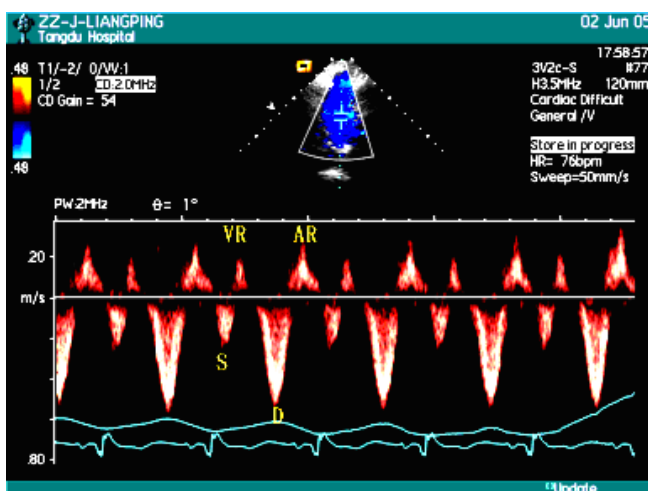 ZZ-J-LIANGPING
02 Jun 05
Tangdu Hospital
17:58:57
.48
T1/-2/ 0/VV:1
3V2c-S
#77
1/2
CD:2.0MHz
H3.5MHz
120mm
CD Gain = 54
Cardiac Difficult
General /V
.48
Store in progress
HR= 76bpm
Sweep=50mm/s
PW:2MHz
θ= 1°
VR
AR
.20
m/s
S
D
.80
Update